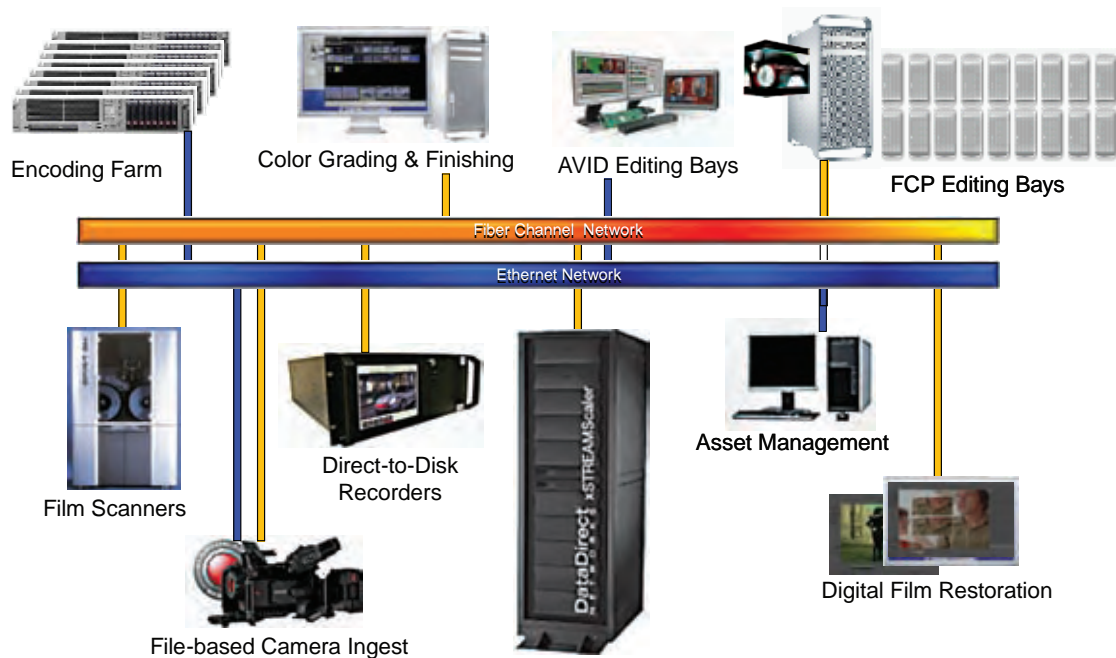 Encoding Farm
Color Grading & Finishing
AVID Editing Bays
FCP Editing Bays
Fiber Channel Network
Ethernet Network
Film Scanners
Direct-to-Disk
Recorders
File-based Camera Ingest
DataDirect xSTREAMScaler
NETWORKS
Asset Management
Digital Film Restoration